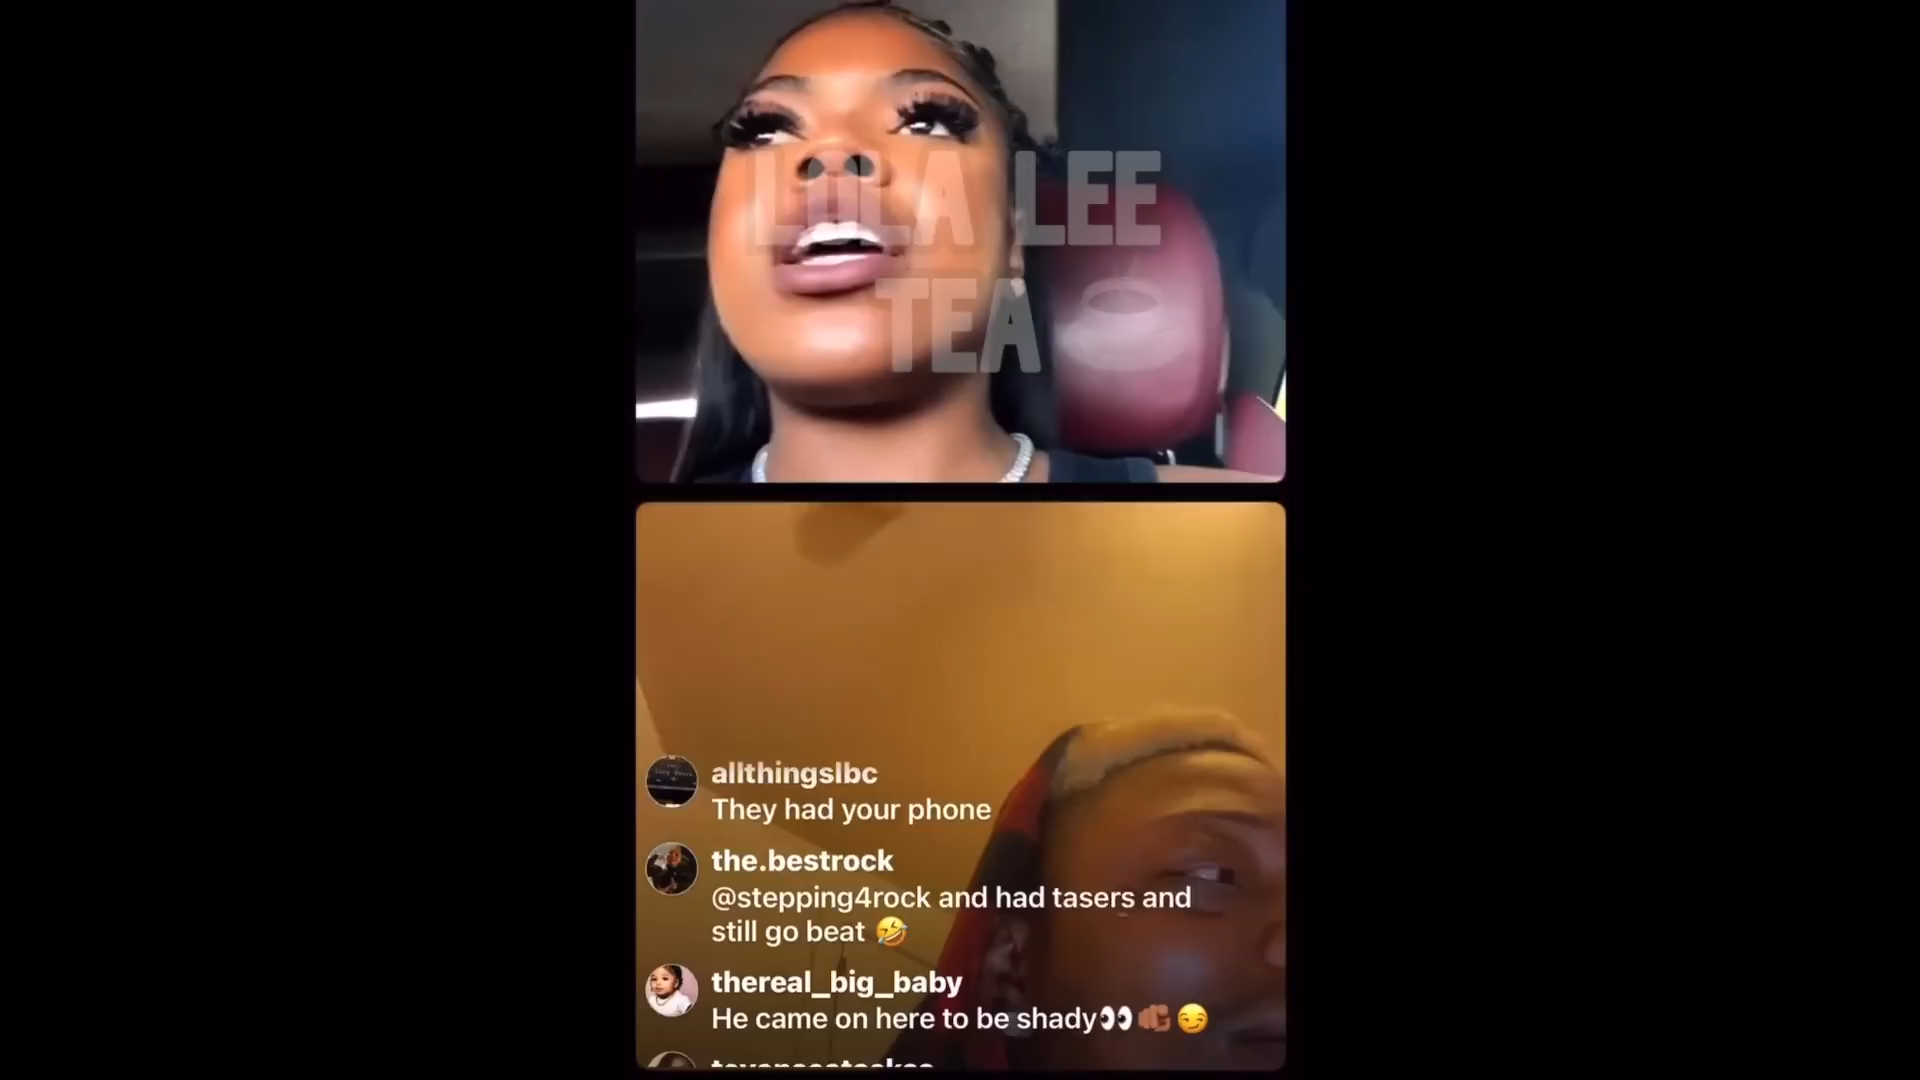 LULA LEE
TEA
allthingslbc
They had your phone
the.bestrock
@stepping4rock and had tasers and
still go beat 🤣
thereal_big_baby
He came on here to be shady👀🫵🏾😏